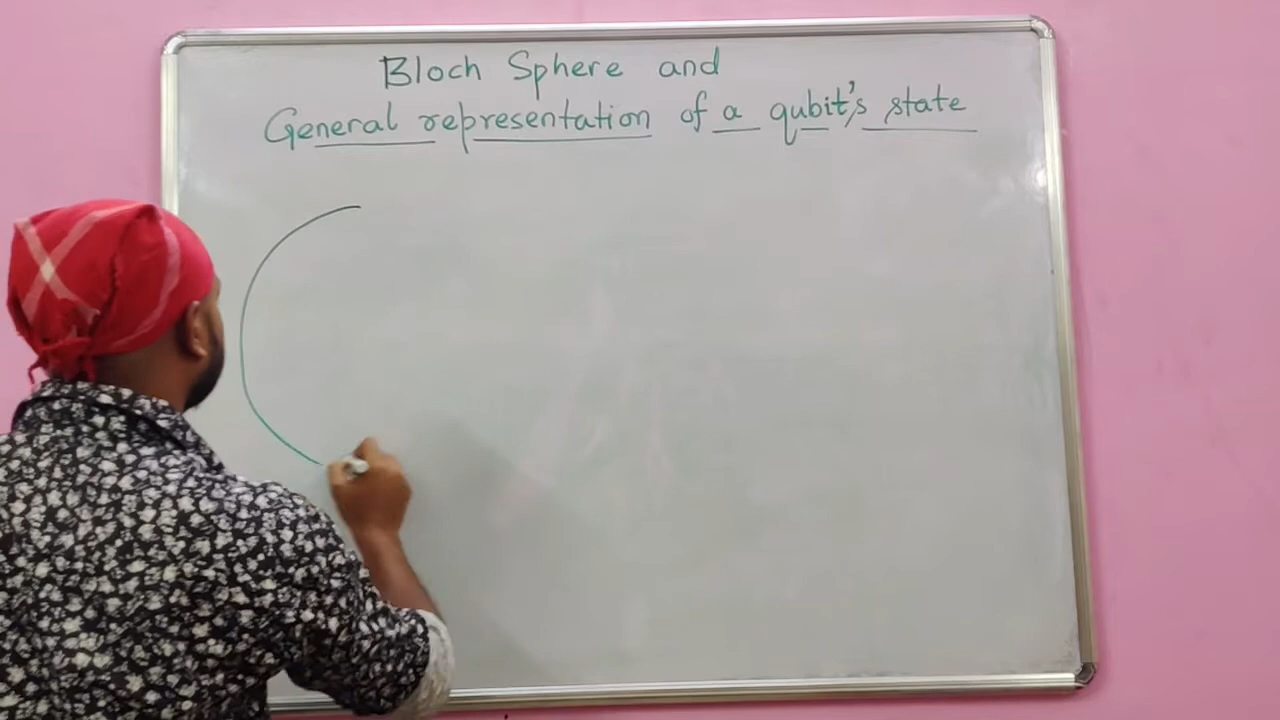 Bloch Sphere and
General representation of a qubit's state